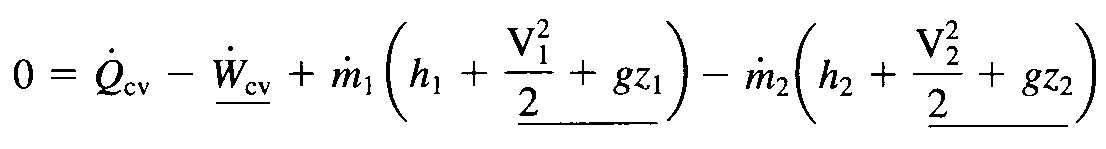 0 = Q̇cv − Ẇcv + ṁ1(h1 + V1²/2 + gz1) − ṁ2(h2 + V2²/2 + gz2)